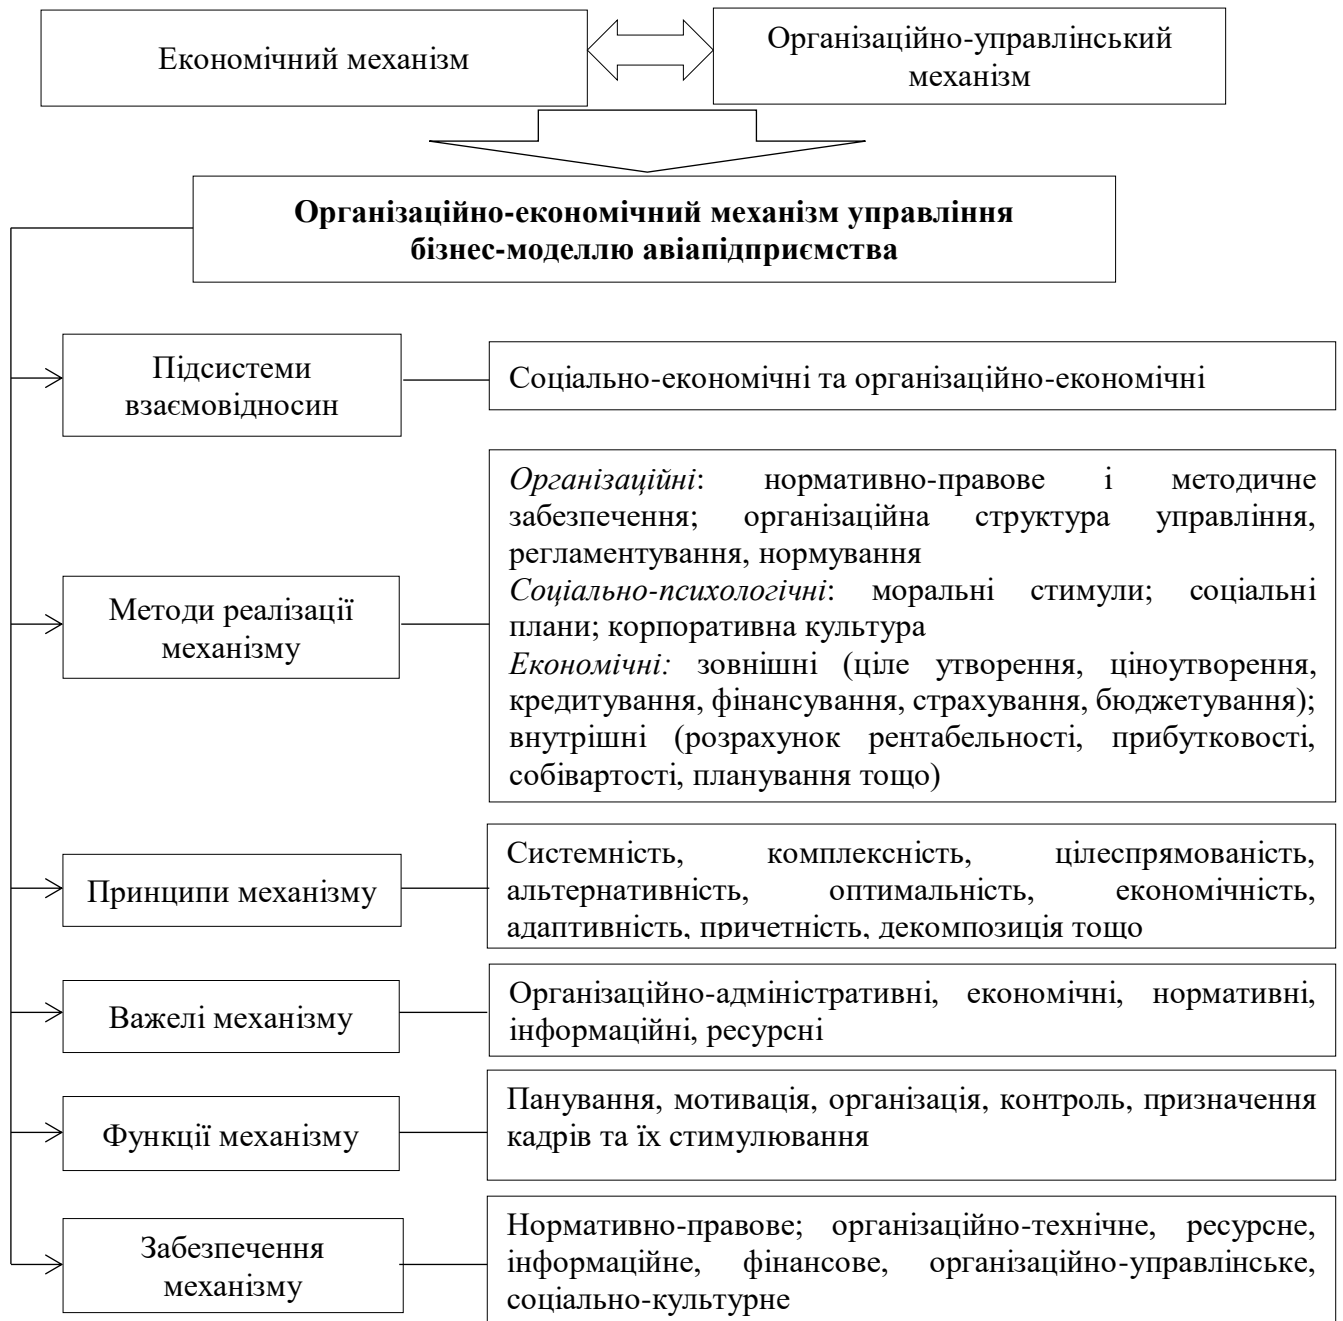 Економічний механізм
Організаційно-управлінський
механізм
Організаційно-економічний механізм управління
бізнес-моделлю авіапідприємства
Підсистеми
взаємовідносин
Соціально-економічні та організаційно-економічні
Методи реалізації
механізму
Організаційні: нормативно-правове і методичне
забезпечення; організаційна структура управління,
регламентування, нормування
Соціально-психологічні: моральні стимули; соціальні
плани; корпоративна культура
Економічні: зовнішні (ціле утворення, ціноутворення,
кредитування, фінансування, страхування, бюджетування);
внутрішні (розрахунок рентабельності, прибутковості,
собівартості, планування тощо)
Принципи механізму
Системність, комплексність, цілеспрямованість,
альтернативність, оптимальність, економічність,
адаптивність, причетність, декомпозиція тощо
Важелі механізму
Організаційно-адміністративні, економічні, нормативні,
інформаційні, ресурсні
Функції механізму
Панування, мотивація, організація, контроль, призначення
кадрів та їх стимулювання
Забезпечення
механізму
Нормативно-правове; організаційно-технічне, ресурсне,
інформаційне, фінансове, організаційно-управлінське,
соціально-культурне